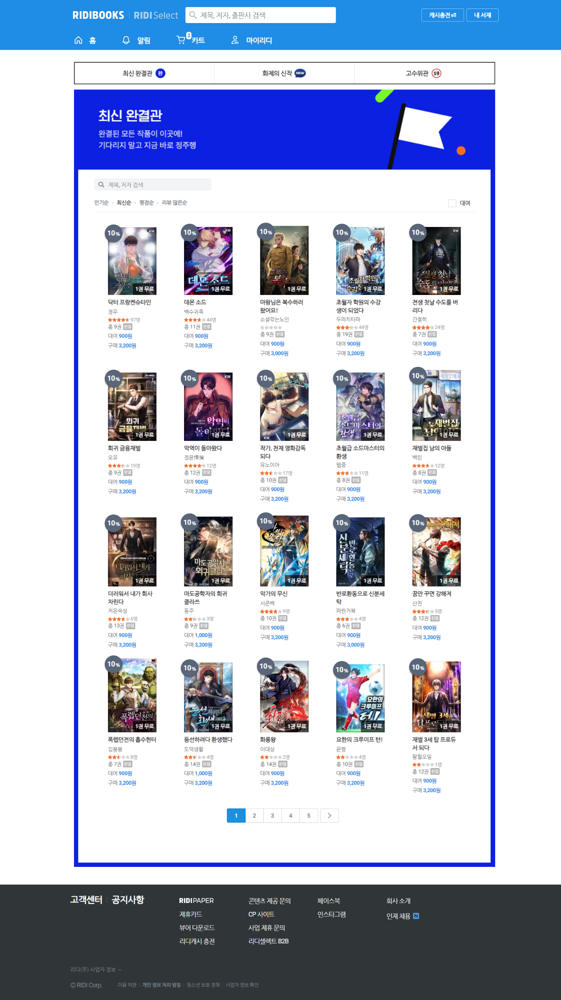 RIDIBOOKS RIDI Select 제목, 저자, 출판사 검색 캐시충전 내 서재
홈 알림 2 카트 MY 마이리디
최신 완결관 완 화제의 신작 NEW 고수위관 19
최신 완결관
완결된 모든 작품이 이곳에!
기다리지 말고 지금 바로 정주행
제목, 저자 검색
인기순 최신순 평점순 리뷰 많은순 대여
10% 10% 10% 10% 10%
1권 무료 1권 무료 1권 무료 1권 무료 1권 무료
닥터 프랑켄슈타인
경우
97명
총 9권 완결
대여 900원
구매 3,200원
데몬 소드
백수귀족
44명
총 11권 완결
대여 900원
구매 3,200원
마왕님은 복수하러
왔어요!
소설깎는노인
총 9권 완결
대여 900원
구매 3,000원
초월자 학원의 수강
생이 되었다
두파치타파
44명
총 19권 완결
대여 900원
구매 3,200원
전생 첫날 수도를 버
리다
간절히
24명
총 7권 완결
대여 900원
구매 3,200원
10% 10% 10% 10% 10%
1권 무료 1권 무료 1권 무료 1권 무료 1권 무료
회귀 금융재벌
오유
19명
총 9권 완결
대여 900원
구매 3,200원
악역이 돌아왔다
정윤情掄
12명
총 12권 완결
대여 900원
구매 3,200원
작가, 천재 영화감독
되다
유노이아
17명
총 10권 완결
대여 900원
구매 3,200원
초월급 소드마스터의
환생
웹중
11명
총 8권 완결
대여 900원
구매 3,200원
재벌집 남의 아들
백린
12명
총 8권 완결
대여 900원
구매 3,200원
10% 10% 10% 10% 10%
1권 무료 1권 무료 1권 무료 1권 무료 1권 무료
더러워서 내가 회사
차린다
저온숙성
6명
총 13권 완결
대여 900원
구매 3,200원
마도공학자의 회귀
클라쓰
동주
3명
총 9권 완결
대여 1,000원
구매 3,200원
악가의 무신
서준백
9명
총 10권 완결
대여 900원
구매 3,200원
반로환동으로 신분세
탁
파란거북
4명
총 6권 완결
대여 900원
구매 3,000원
꿈만 꾸면 강해져
산천
5명
총 12권 완결
대여 900원
구매 3,200원
10% 10% 10% 10% 10%
1권 무료 1권 무료 1권 무료 1권 무료 1권 무료
폭렙던전의 흡수헌터
김봉봉
8명
총 7권 완결
대여 900원
구매 3,200원
등선하려다 환생했다
도덕생활
4명
총 14권 완결
대여 1,000원
구매 3,200원
화룡왕
이대성
2명
총 14권 완결
대여 900원
구매 3,200원
요한의 크루이프 턴!
운짱
4명
총 10권 완결
대여 900원
구매 3,200원
재벌 3세 탑 프로듀
서 되다
팔월오일
1명
총 12권 완결
대여 900원
구매 3,200원
1 2 3 4 5
고객센터 공지사항
RIDIPAPER
제휴카드
뷰어 다운로드
리디캐시 충전
콘텐츠 제공 문의
CP 사이트
사업 제휴 문의
리디셀렉트 B2B
페이스북
인스타그램
회사 소개
인재 채용 N
리디(주) 사업자 정보
© RIDI Corp. 이용 약관 개인 정보 처리 방침 청소년 보호 정책 사업자 정보 확인